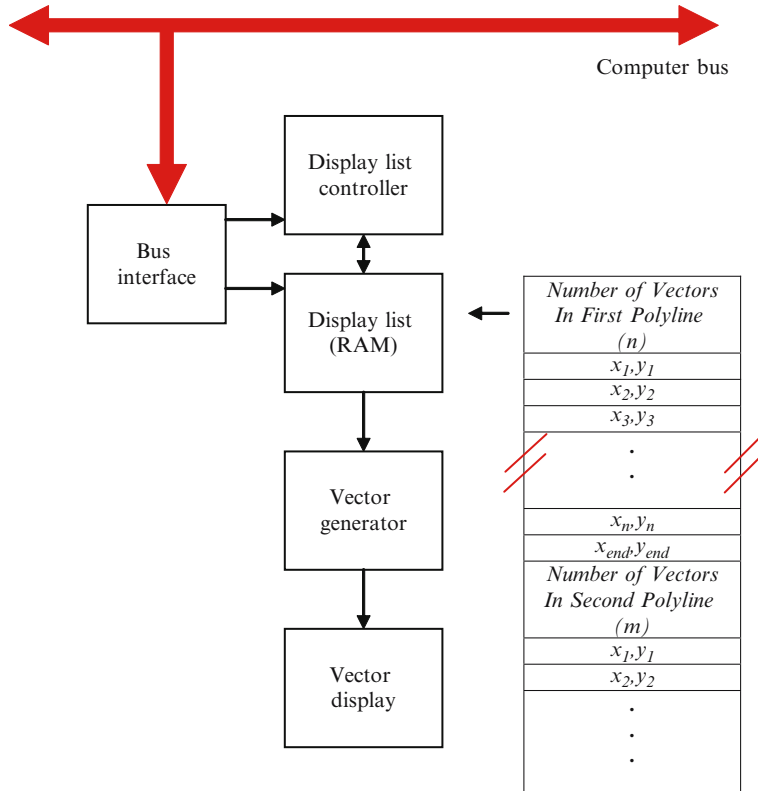 Computer bus
Display list
controller
Bus
interface
Display list
(RAM)
Vector
generator
Vector
display
Number of Vectors
In First Polyline
(n)
x1,y1
x2,y2
x3,y3
.
.
xn,yn
xend,yend
Number of Vectors
In Second Polyline
(m)
x1,y1
x2,y2
.
.
.